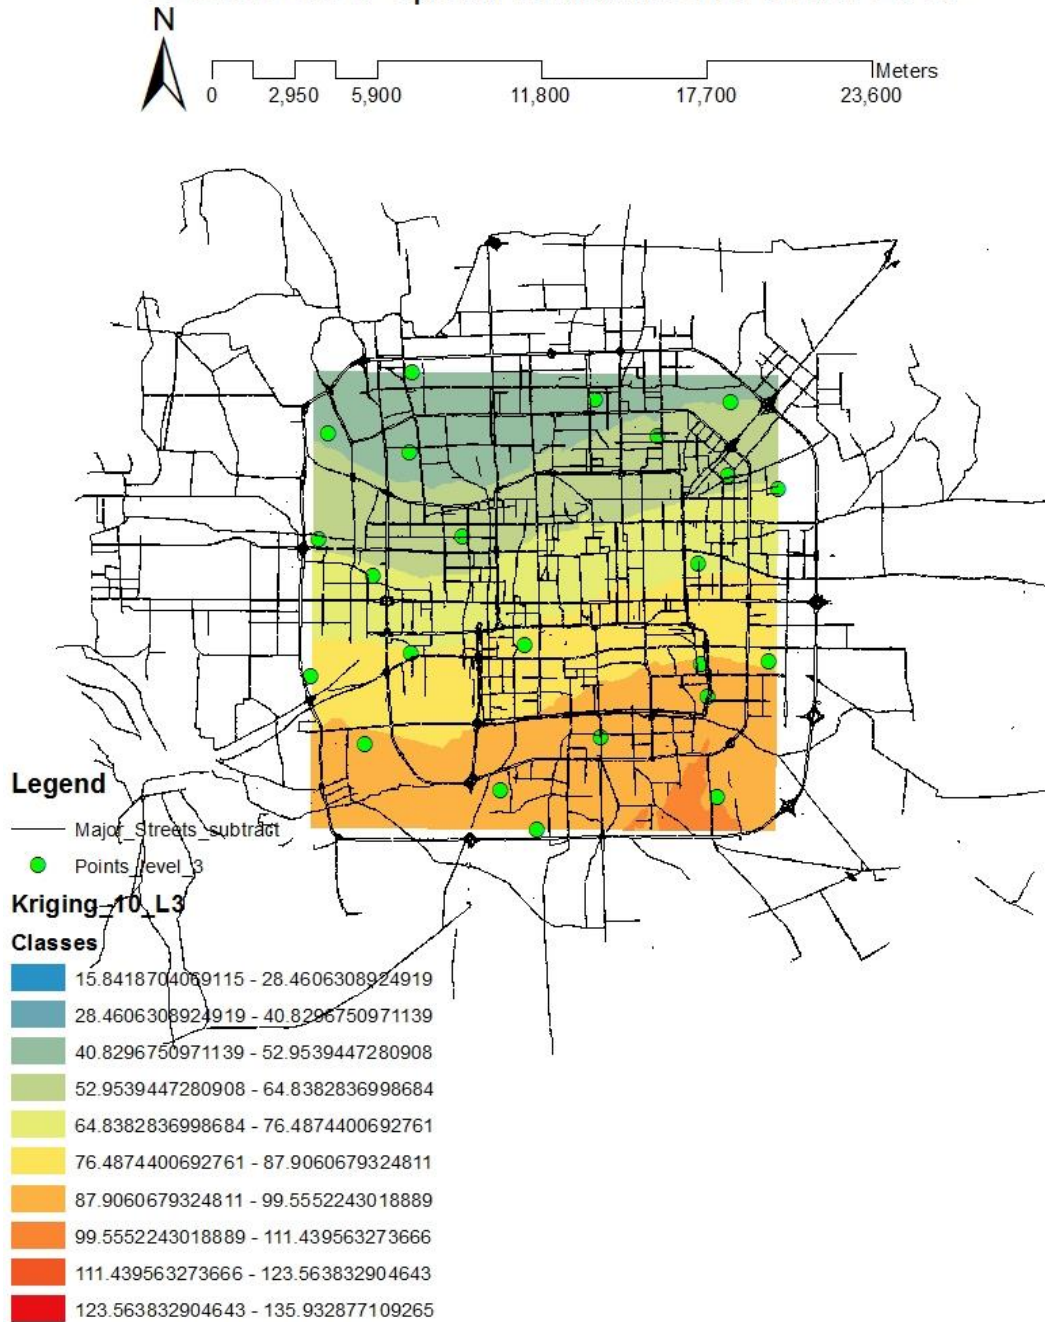 N
Meters
0 2,950 5,900 11,800 17,700 23,600
Legend
Major_Streets_subtract
Points_level_3
Kriging_10_L3
Classes
15.8418704069115 - 28.4606308924919
28.4606308924919 - 40.8296750971139
40.8296750971139 - 52.9539447280908
52.9539447280908 - 64.8382836998684
64.8382836998684 - 76.4874400692761
76.4874400692761 - 87.9060679324811
87.9060679324811 - 99.5552243018889
99.5552243018889 - 111.439563273666
111.439563273666 - 123.563832904643
123.563832904643 - 135.932877109265